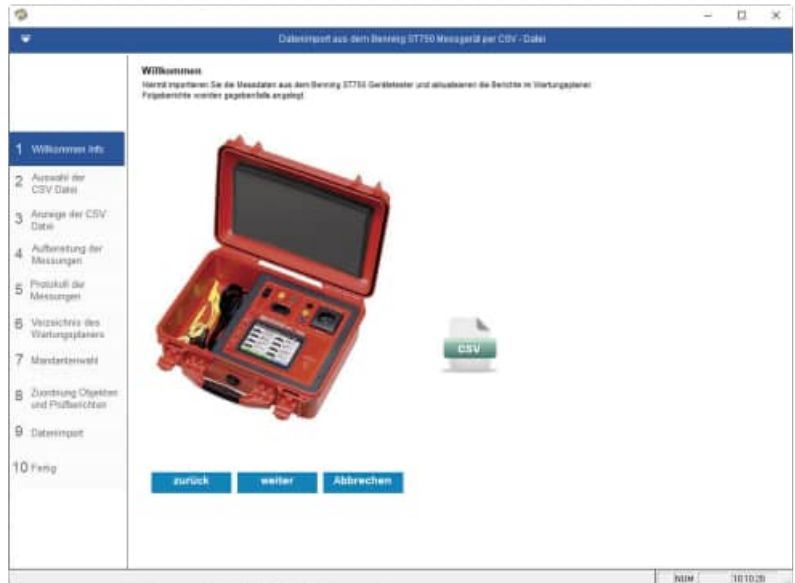 Datenimport aus dem Benning ST750 Messgerät per CSV - Datei
Willkommen
Hiermit importieren Sie die Messdaten aus dem Benning ST750 Gerätetester und aktualisieren die Berichte im Wartungsplaner.
Folgeberichte werden gegebenfalls angelegt.
1 Willkommen Info
2 Auswahl der
CSV Datei
3 Anzeige der CSV
Datei
4 Aufbereitung der
Messungen
5 Protokoll der
Messungen
6 Verzeichnis des
Wartungsplaners
7 Mandantenwahl
8 Zuordnung Objekten
und Prüfberichten
9 Datenimport
10 Fertig
CSV
zurück
weiter
Abbrechen
NUM
10:10:20